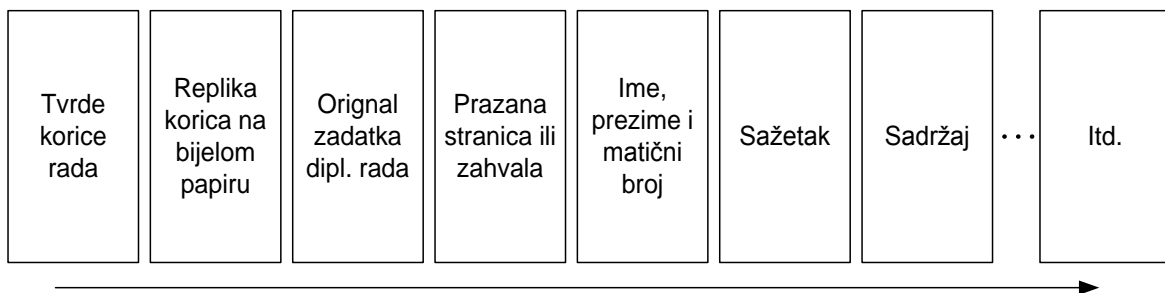 Tvrde
korice
rada
Replika
korica na
bijelom
papiru
Orignal
zadatka
dipl. rada
Prazana
stranica ili
zahvala
Ime,
prezime i
matični
broj
Sažetak
Sadržaj
...
Itd.